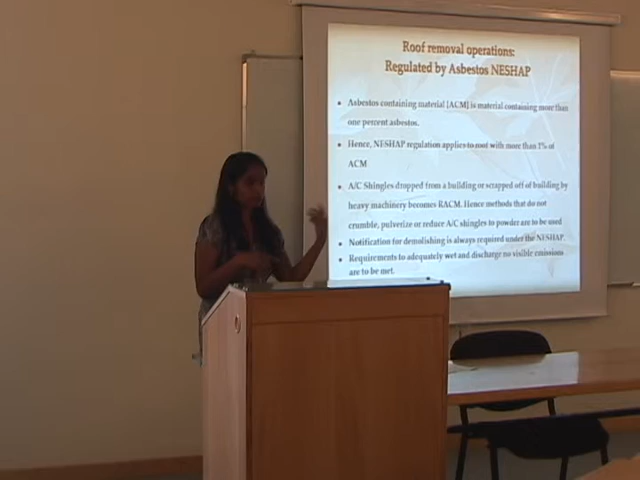 Roof removal operations:
Regulated by Asbestos NESHAP
• Asbestos containing material [ACM] is material containing more than
one percent asbestos.
• Hence, NESHAP regulation applies to roof with more than 1% of
ACM
• A/C Shingles dropped from a building or scrapped off of building by
heavy machinery becomes RACM. Hence methods that do not
crumble, pulverize or reduce A/C shingles to powder are to be used
• Notification for demolishing is always required under the NESHAP.
• Requirements to adequately wet and discharge no visible emissions
are to be met.